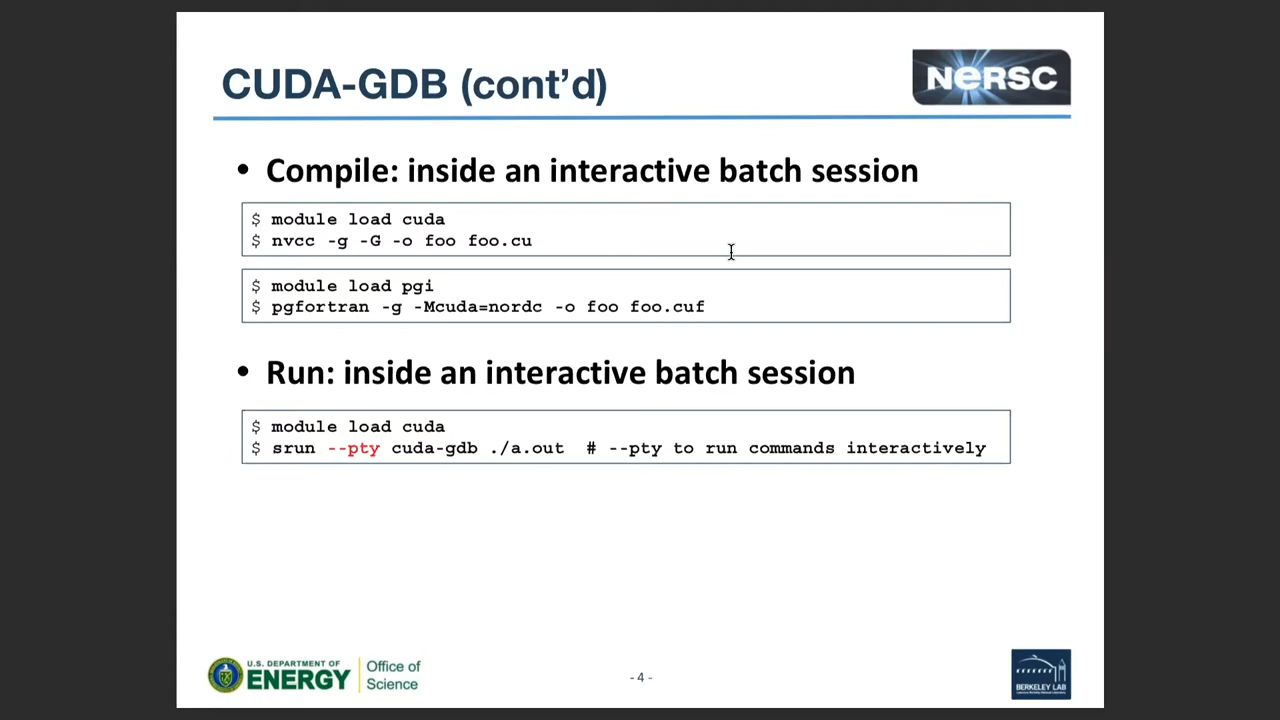 CUDA-GDB (cont’d)
NERSC
• Compile: inside an interactive batch session
$ module load cuda
$ nvcc -g -G -o foo foo.cu
$ module load pgi
$ pgfortran -g -Mcuda=nordc -o foo foo.cuf
• Run: inside an interactive batch session
$ module load cuda
$ srun --pty cuda-gdb ./a.out # --pty to run commands interactively
U.S. DEPARTMENT OF
ENERGY
Office of
Science
- 4 -
BERKELEY LAB